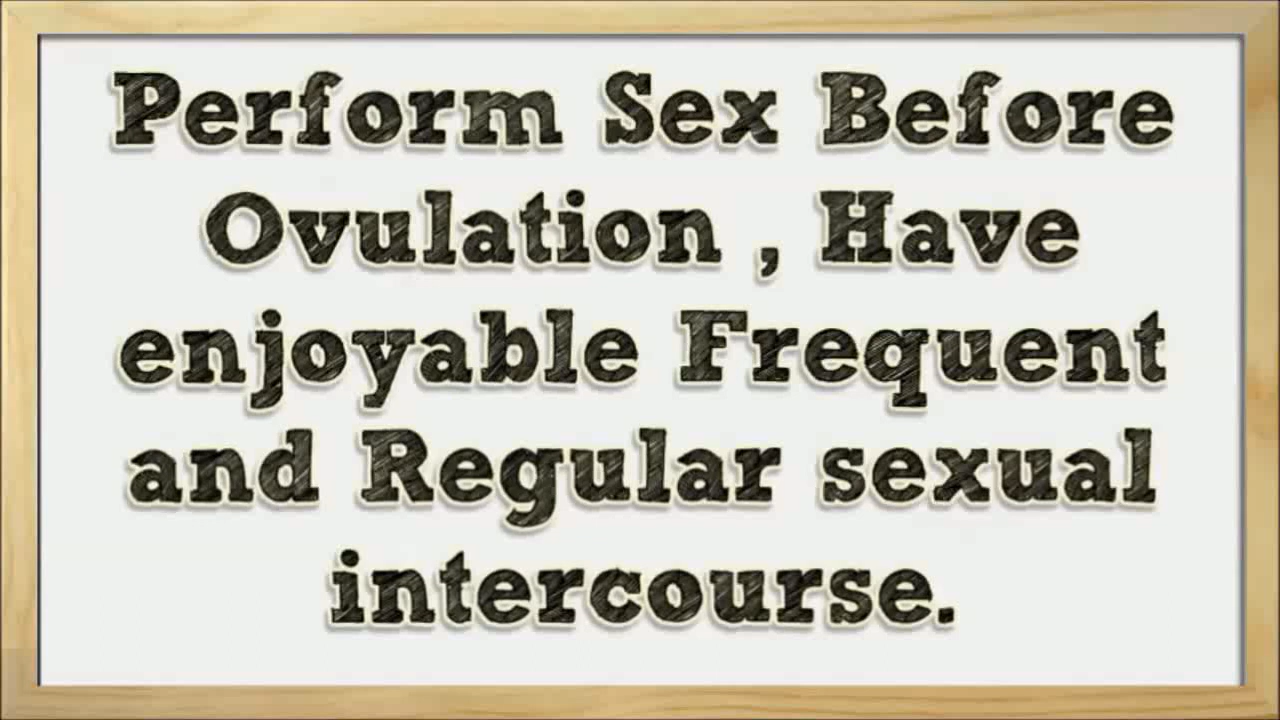 Perform Sex Before
Ovulation , Have
enjoyable Frequent
and Regular sexual
intercourse.